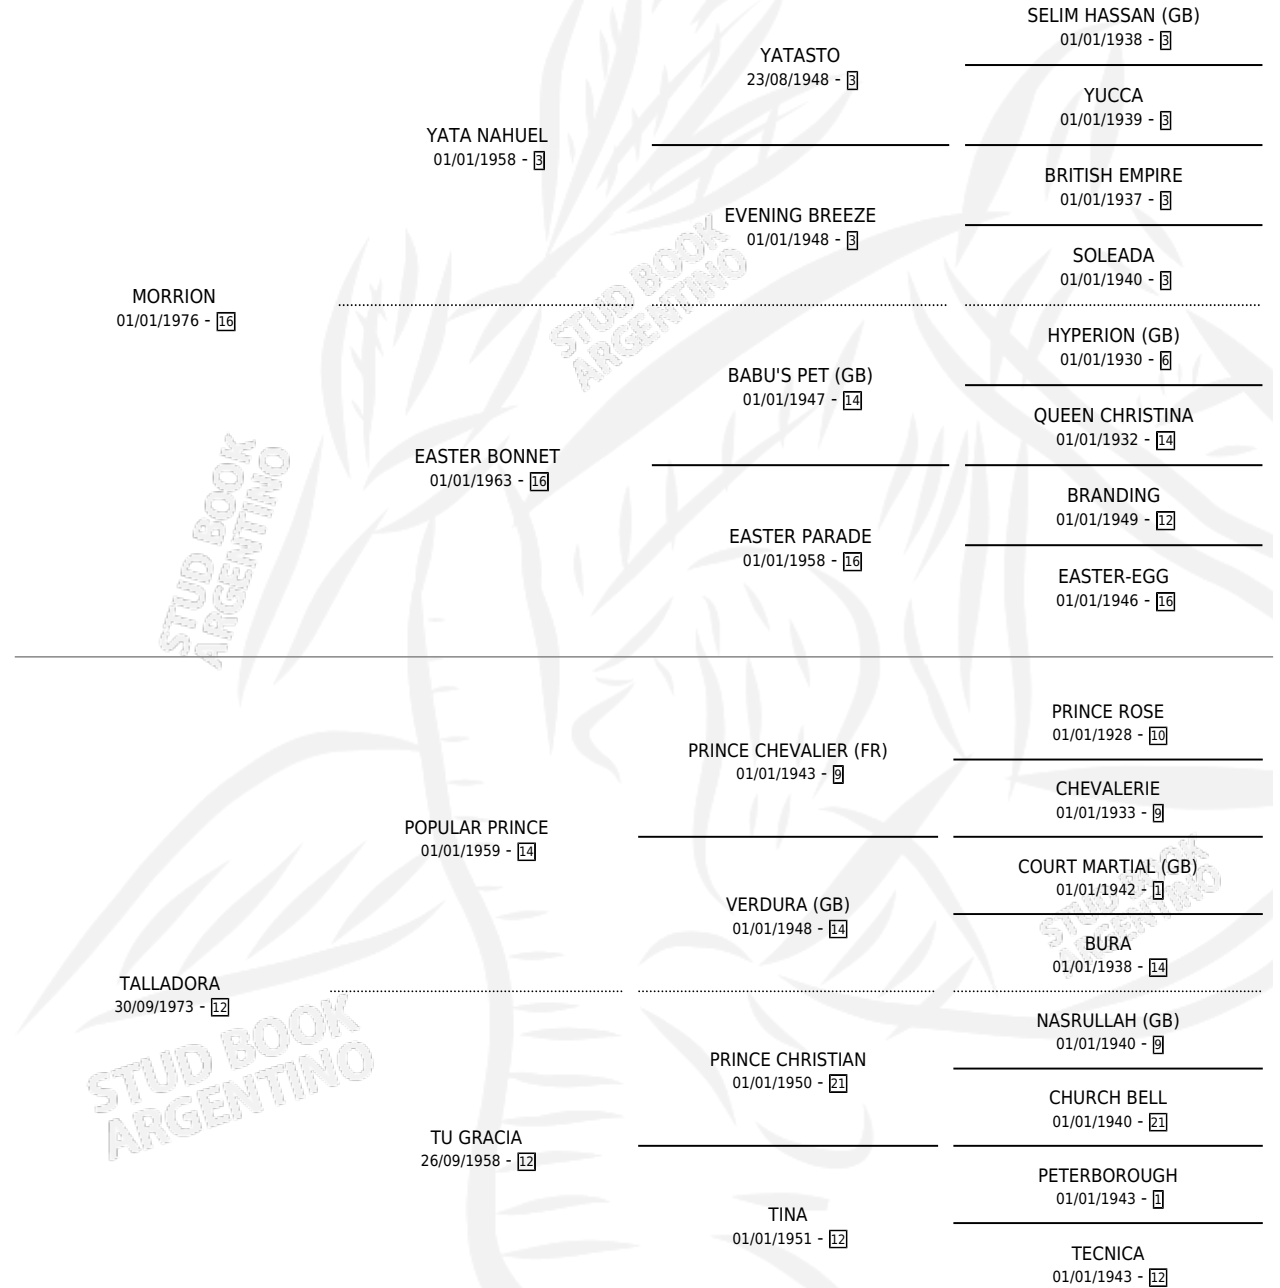 SELIM HASSAN (GB)
01/01/1938 - 3
YATASTO
23/08/1948 - 3
YUCCA
01/01/1939 - 3
YATA NAHUEL
01/01/1958 - 3
BRITISH EMPIRE
01/01/1937 - 3
EVENING BREEZE
01/01/1948 - 3
SOLEADA
01/01/1940 - 3
MORRION
01/01/1976 - 16
HYPERION (GB)
01/01/1930 - 6
BABU'S PET (GB)
01/01/1947 - 14
QUEEN CHRISTINA
01/01/1932 - 14
EASTER BONNET
01/01/1963 - 16
BRANDING
01/01/1949 - 12
EASTER PARADE
01/01/1958 - 16
EASTER-EGG
01/01/1946 - 16
STUD BOOK
ARGENTINO
STUD BOOK
ARGENTINO
PRINCE ROSE
01/01/1928 - 10
PRINCE CHEVALIER (FR)
01/01/1943 - 9
CHEVALERIE
01/01/1933 - 9
POPULAR PRINCE
01/01/1959 - 14
COURT MARTIAL (GB)
01/01/1942 - 1
VERDURA (GB)
01/01/1948 - 14
BURA
01/01/1938 - 14
TALLADORA
30/09/1973 - 12
NASRULLAH (GB)
01/01/1940 - 9
PRINCE CHRISTIAN
01/01/1950 - 21
CHURCH BELL
01/01/1940 - 21
TU GRACIA
26/09/1958 - 12
PETERBOROUGH
01/01/1943 - 1
TINA
01/01/1951 - 12
TECNICA
01/01/1943 - 12
STUD BOOK
ARGENTINO
STUD BOOK
ARGENTINO